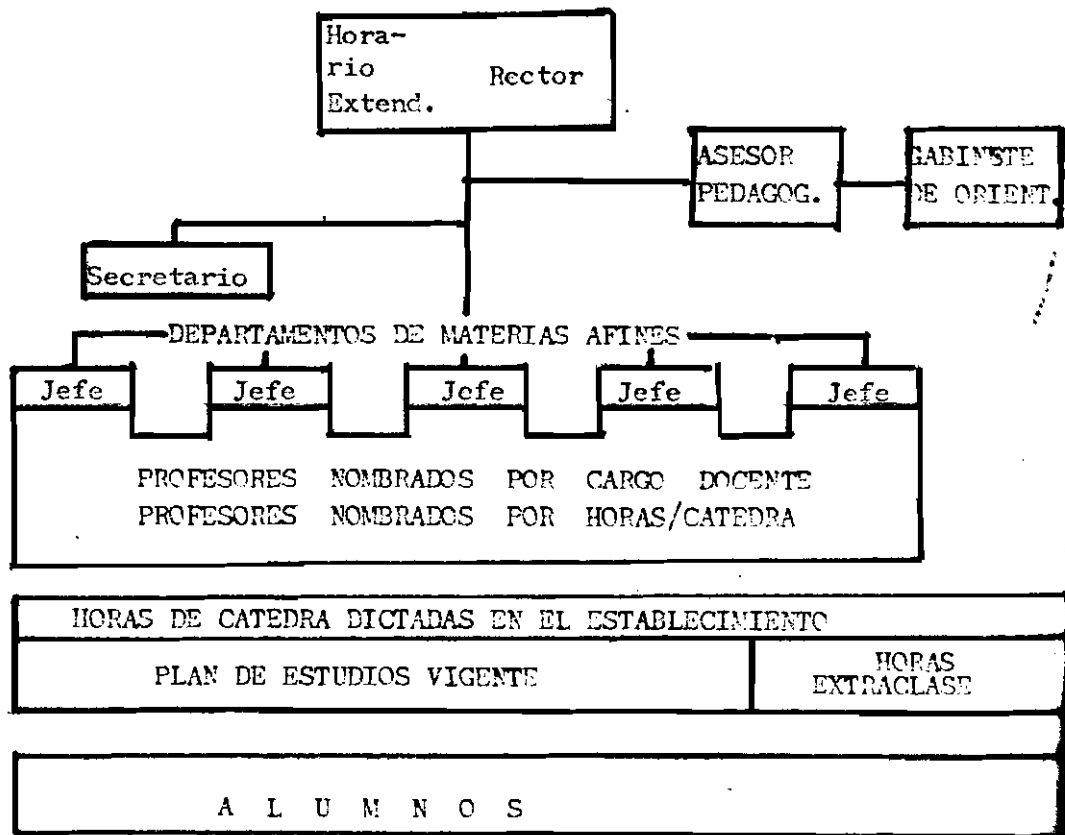 Hora-
rio Rector
Extend.
ASESOR
PEDAGOG.
GABINETE
DE ORIENT.
Secretario
DEPARTAMENTOS DE MATERIAS AFINES
Jefe Jefe Jefe Jefe Jefe
PROFESORES NOMBRADOS POR CARGO DOCENTE
PROFESORES NOMBRADOS POR HORAS/CATEDRA
HORAS DE CATEDRA DICTADAS EN EL ESTABLECIMIENTO
PLAN DE ESTUDIOS VIGENTE
HORAS
EXTRACLASE
A L U M N O S